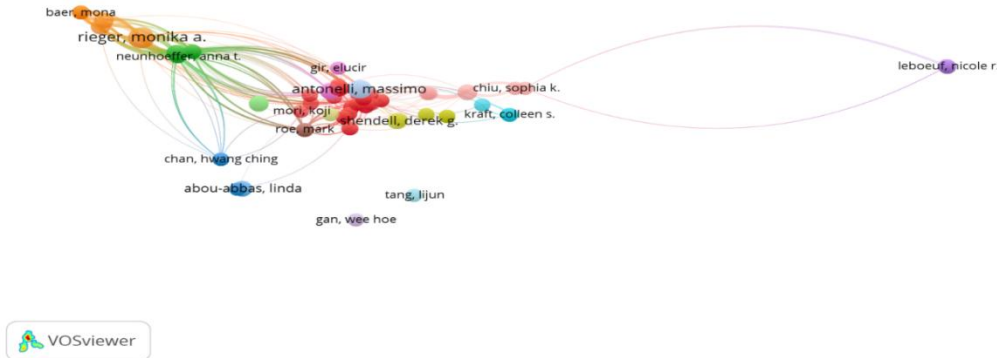 baer, mona
rieger, monika a.
neunhoeffer, anna t.
gir, elucir
antonelli, massimo
chiu, sophia k.
leboeuf, nicole r.
mori, koji
kraft, colleen s.
roe, mark
shendell, derek g.
chan, hwang ching
abou-abbas, linda
tang, lijun
gan, wee hoe
VOSviewer